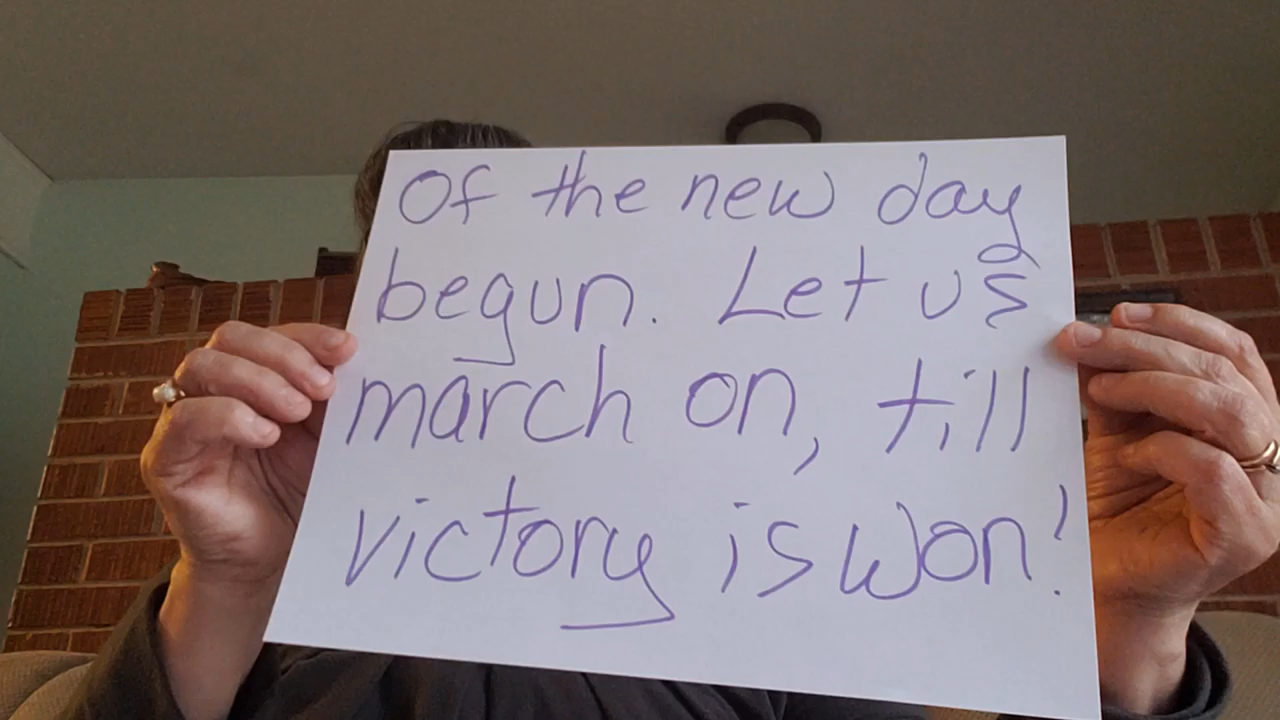 Of the new day
begun. Let us
march on, till
victory is won!